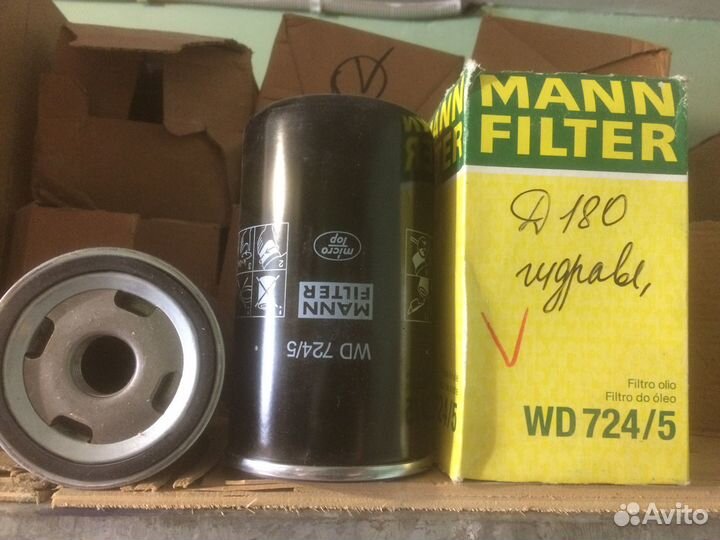 MANN
FILTER
Д 180
гидравл,
V
Filtro olio
Filtro do óleo
WD 724/5
micro
Top
MANN
FILTER
WD 724/5
V
Avito